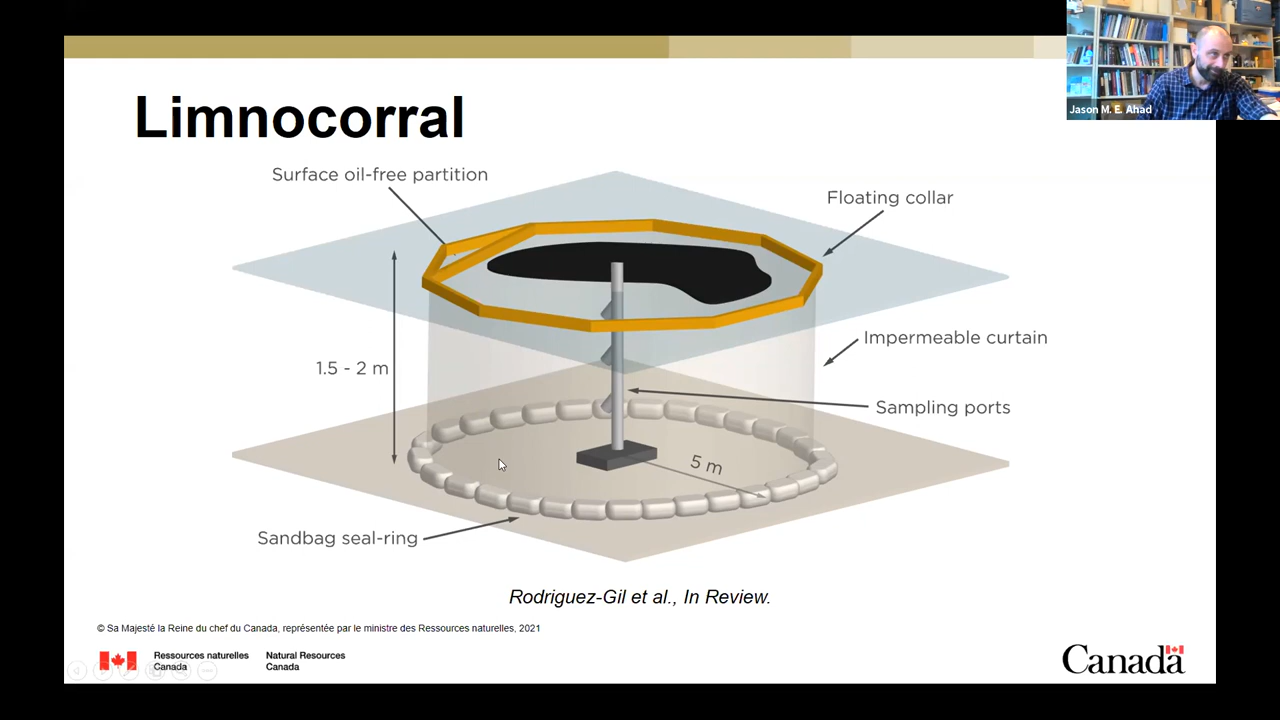 Jason M. E. Ahad
Limnocorral
Surface oil-free partition
Floating collar
1.5 - 2 m
Impermeable curtain
Sampling ports
5 m
Sandbag seal-ring
Rodriguez-Gil et al., In Review.
© Sa Majesté la Reine du chef du Canada, représentée par le ministre des Ressources naturelles, 2021
Ressources naturelles
Canada
Natural Resources
Canada
Canada